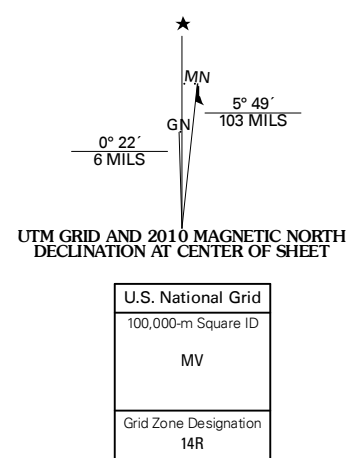 ★
MN
5° 49´
103 MILS
GN
0° 22´
6 MILS
UTM GRID AND 2010 MAGNETIC NORTH
DECLINATION AT CENTER OF SHEET
U.S. National Grid
100,000-m Square ID
MV
Grid Zone Designation
14R